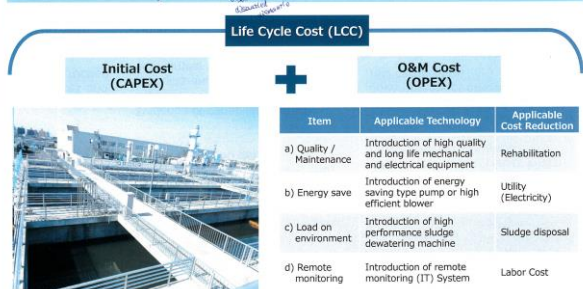 Life Cycle Cost (LCC)
Initial Cost
(CAPEX)
O&M Cost
(OPEX)
Item
Applicable Technology
Applicable
Cost Reduction
a) Quality /
Maintenance
Introduction of high quality
and long life mechanical
and electrical equipment
Rehabilitation
b) Energy save
Introduction of energy
saving type pump or high
efficient blower
Utility
(Electricity)
c) Load on
environment
Introduction of high
performance sludge
dewatering machine
Sludge disposal
d) Remote
monitoring
Introduction of remote
monitoring (IT) System
Labor Cost